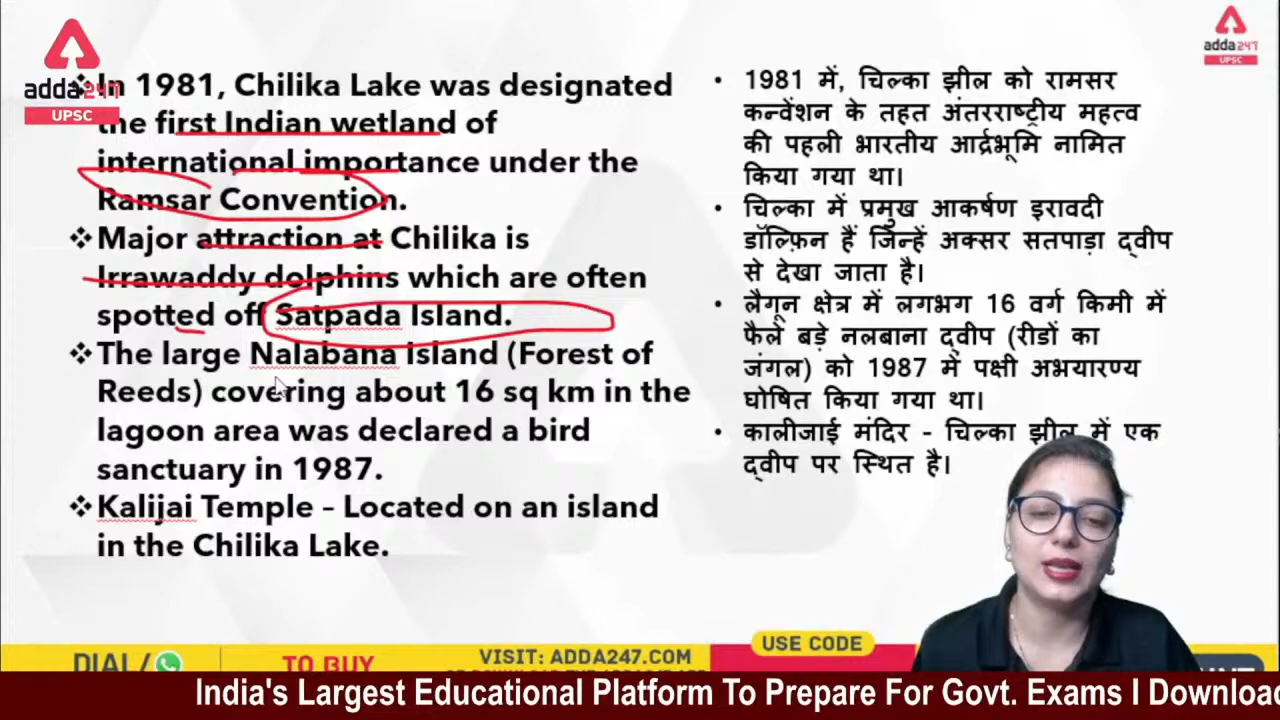 adda247
UPSC
adda247
UPSC
❖In 1981, Chilika Lake was designated
the first Indian wetland of
international importance under the
Ramsar Convention.
❖Major attraction at Chilika is
Irrawaddy dolphins which are often
spotted off Satpada Island.
❖The large Nalabana Island (Forest of
Reeds) covering about 16 sq km in the
lagoon area was declared a bird
sanctuary in 1987.
❖Kalijai Temple – Located on an island
in the Chilika Lake.
• 1981 में, चिल्का झील को रामसर
कन्वेंशन के तहत अंतरराष्ट्रीय महत्व
की पहली भारतीय आर्द्रभूमि नामित
किया गया था।
• चिल्का में प्रमुख आकर्षण इरावदी
डॉल्फ़िन हैं जिन्हें अक्सर सतपाड़ा द्वीप
से देखा जाता है।
• लैगून क्षेत्र में लगभग 16 वर्ग किमी में
फैले बड़े नलबाना द्वीप (रीडों का
जंगल) को 1987 में पक्षी अभयारण्य
घोषित किया गया था।
• कालीजाई मंदिर - चिल्का झील में एक
द्वीप पर स्थित है।
USE CODE
DIAL/
TO BUY
VISIT: ADDA247.COM
India's Largest Educational Platform To Prepare For Govt. Exams I Download